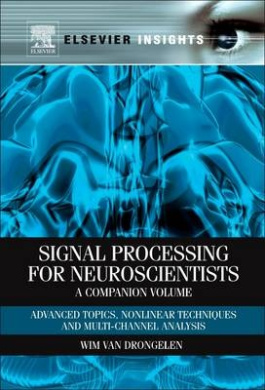 ELSEVIER INSIGHTS
SIGNAL PROCESSING
FOR NEUROSCIENTISTS
A COMPANION VOLUME
ADVANCED TOPICS, NONLINEAR TECHNIQUES
AND MULTI-CHANNEL ANALYSIS
WIM VAN DRONGELEN